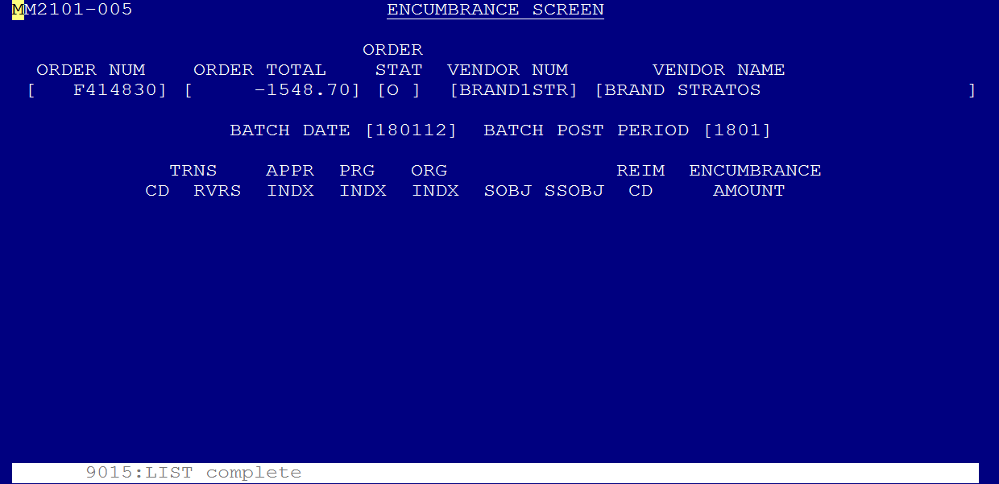 MM2101-005 ENCUMBRANCE SCREEN
ORDER
ORDER NUM ORDER TOTAL STAT VENDOR NUM VENDOR NAME
[ F414830] [ -1548.70] [O ] [BRAND1STR] [BRAND STRATOS ]
BATCH DATE [180112] BATCH POST PERIOD [1801]
TRNS APPR PRG ORG REIM ENCUMBRANCE
CD RVRS INDX INDX INDX SOBJ SSOBJ CD AMOUNT
9015:LIST complete